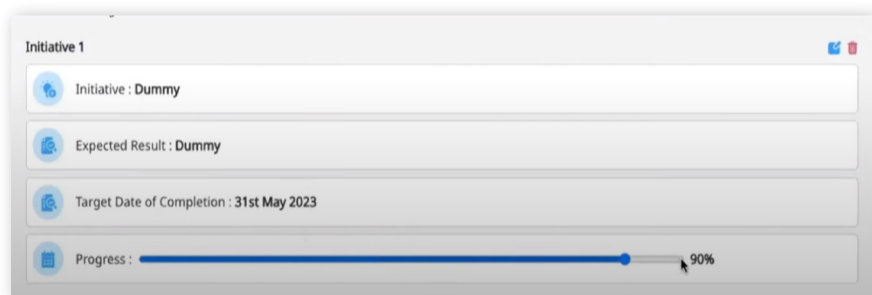 Initiative 1
Initiative : Dummy
Expected Result : Dummy
Target Date of Completion : 31st May 2023
Progress : 90%